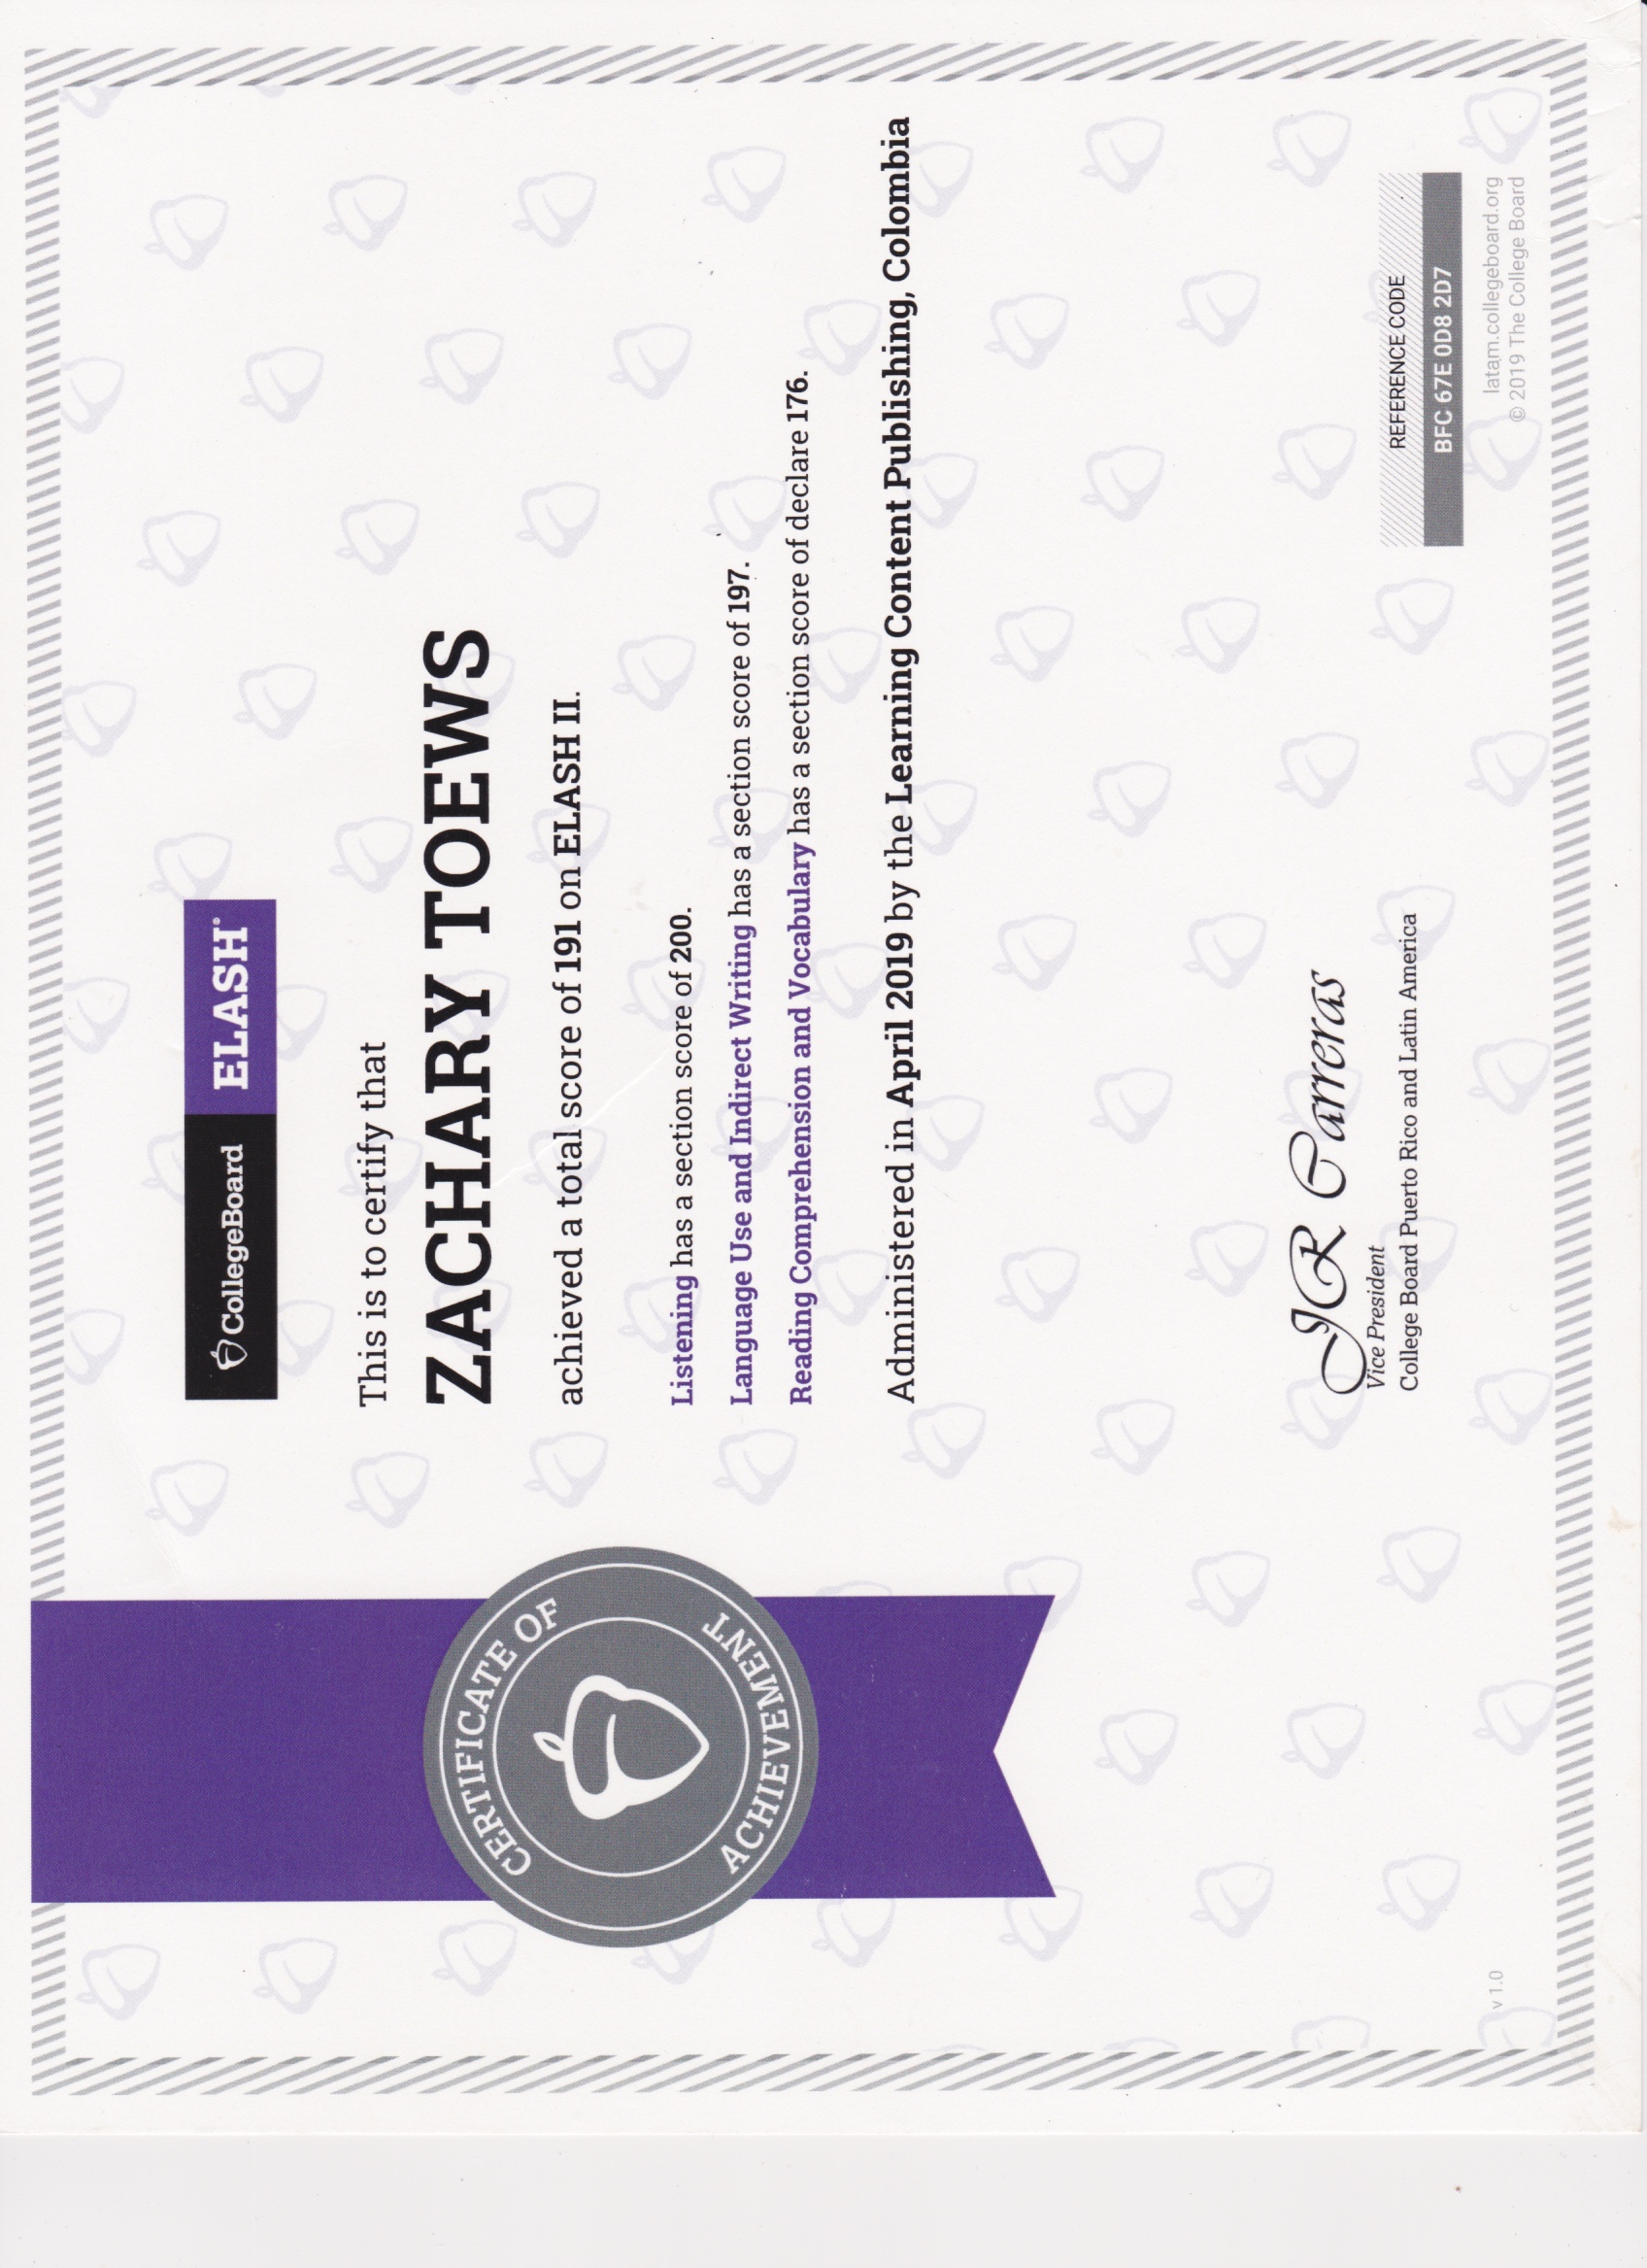 CollegeBoard ELASH®
This is to certify that
ZACHARY TOEWS
achieved a total score of 191 on ELASH II.
CERTIFICATE OF
ACHIEVEMENT
Listening has a section score of 200.
Language Use and Indirect Writing has a section score of 197.
Reading Comprehension and Vocabulary has a section score of declare 176.
Administered in April 2019 by the Learning Content Publishing, Colombia
JR Carreras
Vice President
College Board Puerto Rico and Latin America
REFERENCE CODE
BFC 67E 0D8 2D7
v 1.0
latam.collegeboard.org
© 2019 The College Board